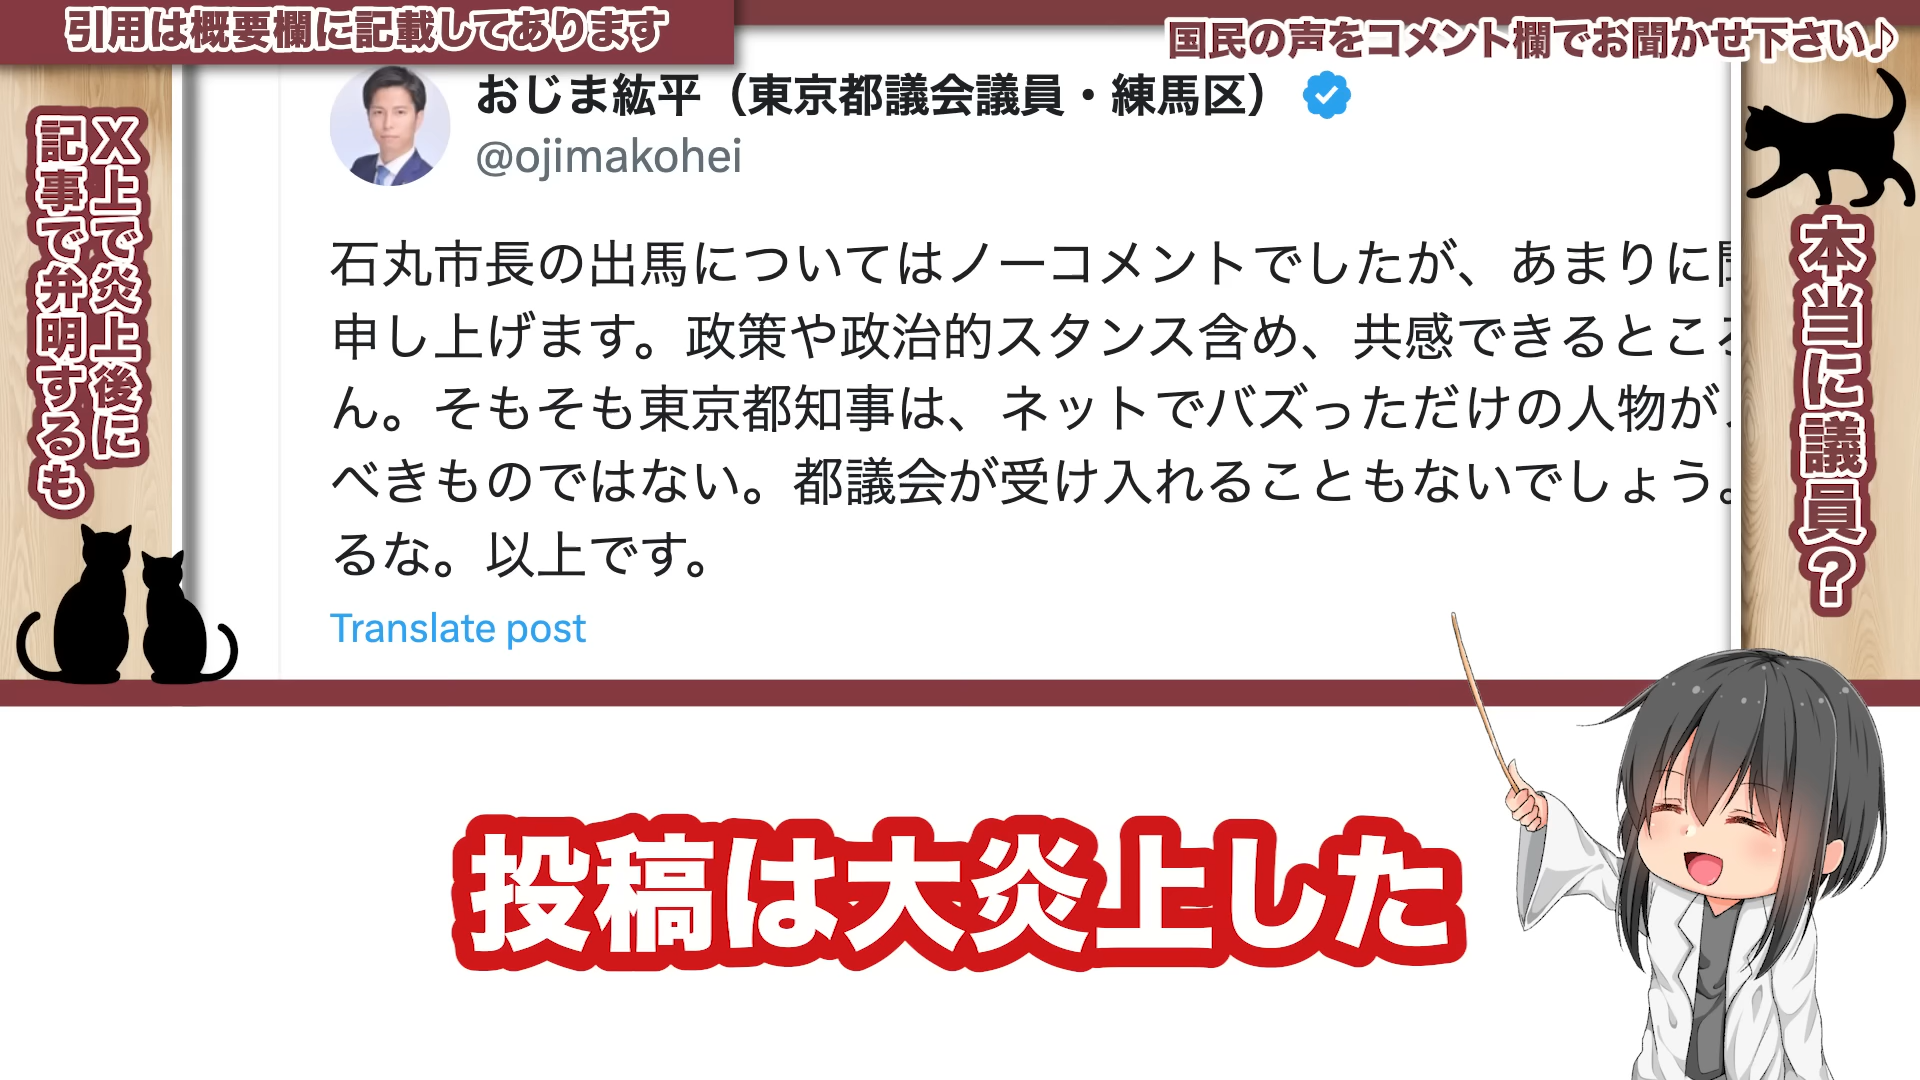 引用は概要欄に記載してあります
国民の声をコメント欄でお聞かせ下さい♪
X上で炎上後に
記事で弁明するも
おじま紘平（東京都議会議員・練馬区）
@ojimakohei
石丸市長の出馬についてはノーコメントでしたが、あまりに
申し上げます。政策や政治的スタンス含め、共感できるところ
ん。そもそも東京都知事は、ネットでバズっただけの人物が
べきものではない。都議会が受け入れることもないでしょう。
るな。以上です。
Translate post
本当に議員？
投稿は大炎上した